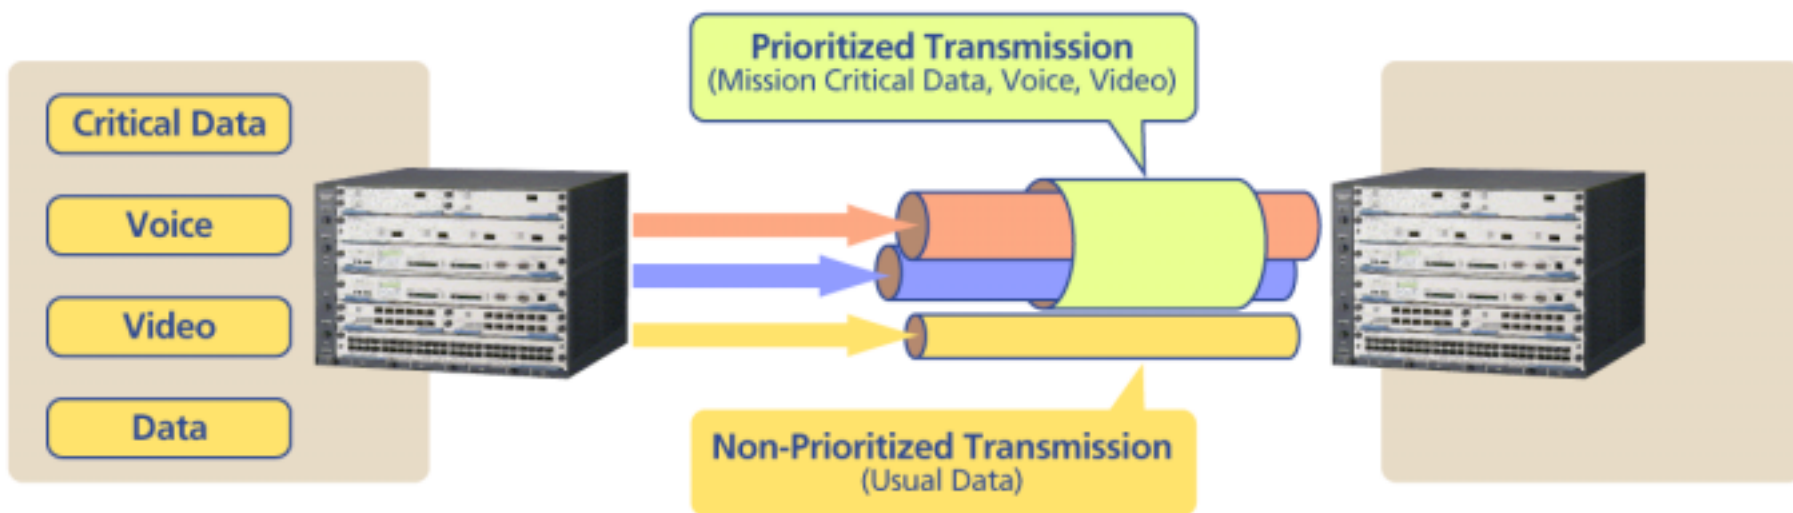 Prioritized Transmission
(Mission Critical Data, Voice, Video)
Critical Data
Voice
Video
Data
Non-Prioritized Transmission
(Usual Data)